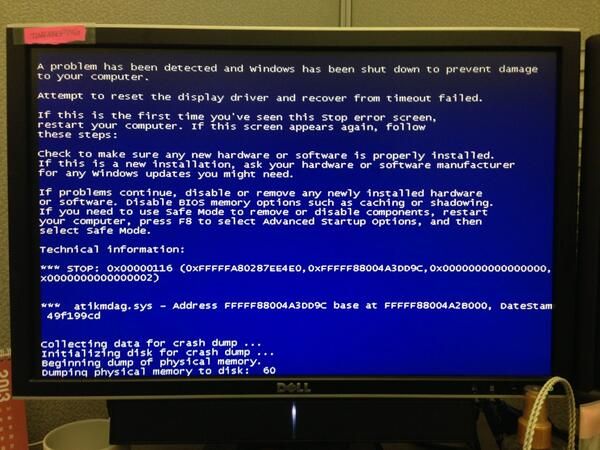 A problem has been detected and Windows has been shut down to prevent damage
to your computer.
Attempt to reset the display driver and recover from timeout failed.
If this is the first time you've seen this Stop error screen,
restart your computer. If this screen appears again, follow
these steps:
Check to make sure any new hardware or software is properly installed.
If this is a new installation, ask your hardware or software manufacturer
for any Windows updates you might need.
If problems continue, disable or remove any newly installed hardware
or software. Disable BIOS memory options such as caching or shadowing.
If you need to use Safe Mode to remove or disable components, restart
your computer, press F8 to select Advanced Startup Options, and then
select Safe Mode.
Technical information:
*** STOP: 0x00000116 (0xFFFFFA80287EE4E0,0xFFFFF88004A3DD9C,0x0000000000000000,
x0000000000000002)
*** atikmdag.sys - Address FFFFF88004A3DD9C base at FFFFF88004A2B000, DateStam
49f199cd
Collecting data for crash dump ...
Initializing disk for crash dump ...
Beginning dump of physical memory.
Dumping physical memory to disk: 60
DELL
2013